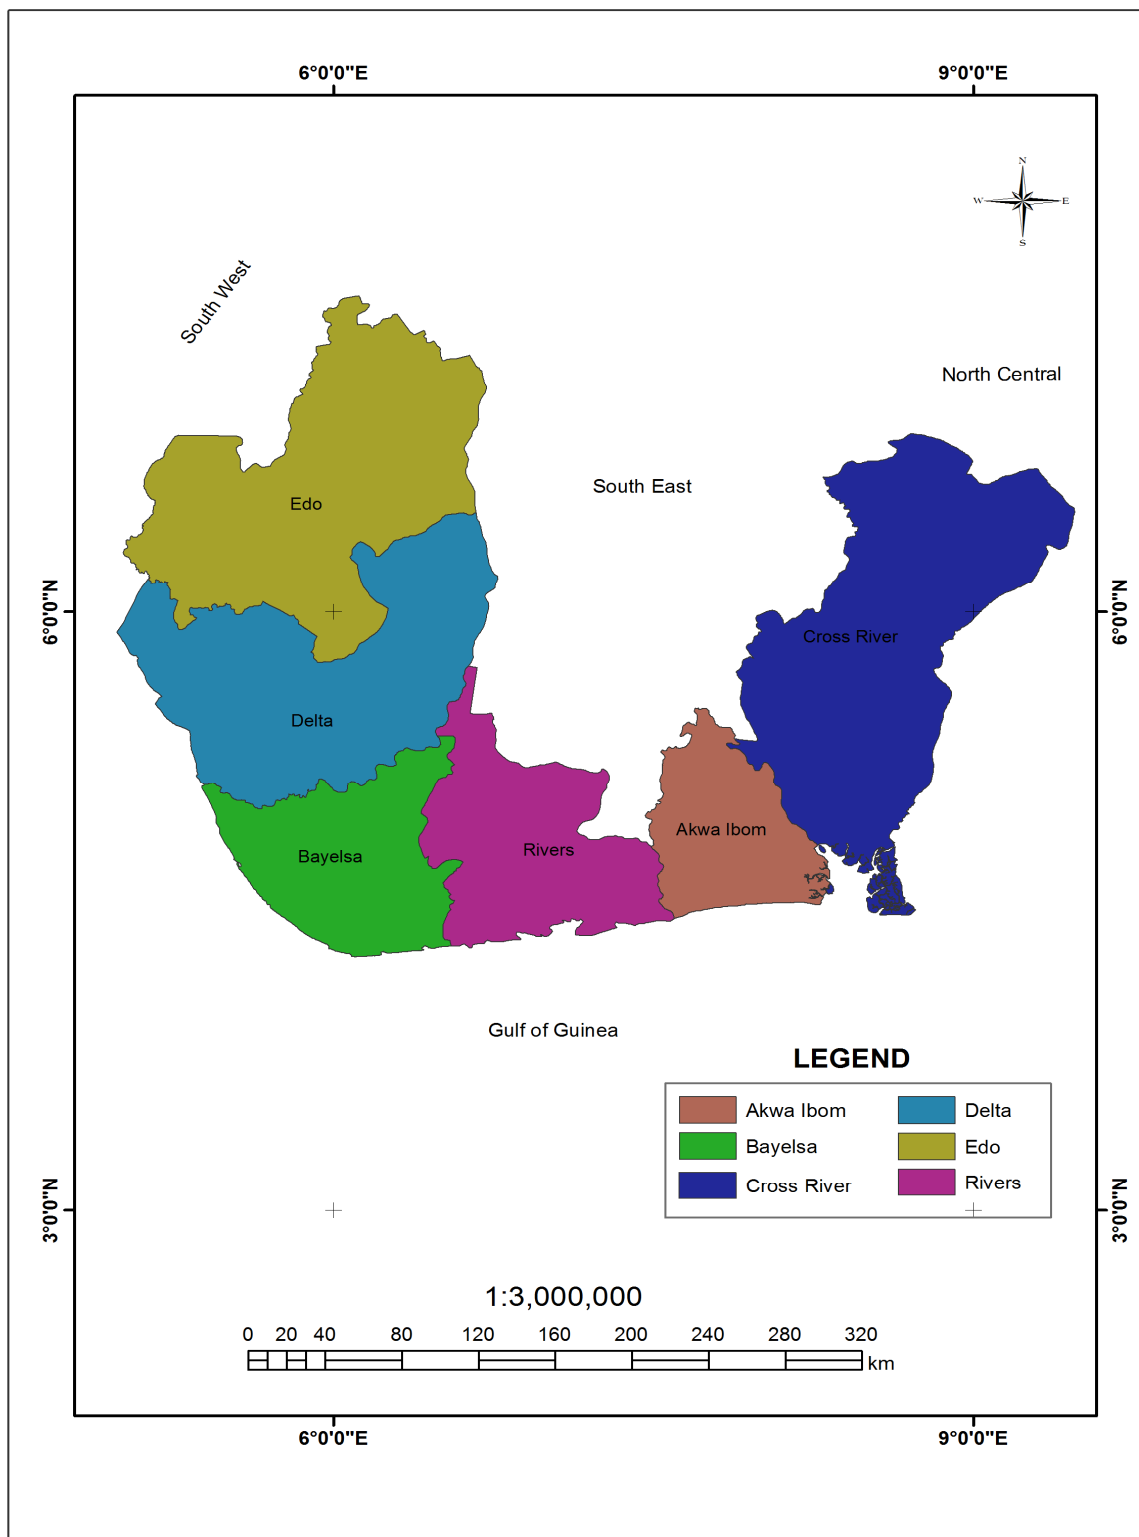 6°0'0"E 9°0'0"E
N
W E
S
South West
North Central
South East
Edo
6°0'0"N 6°0'0"N
Cross River
Delta
Akwa Ibom
Rivers
Bayelsa
Gulf of Guinea
LEGEND
Akwa Ibom Delta
Bayelsa Edo
Cross River Rivers
3°0'0"N 3°0'0"N
1:3,000,000
0 20 40 80 120 160 200 240 280 320
km
6°0'0"E 9°0'0"E